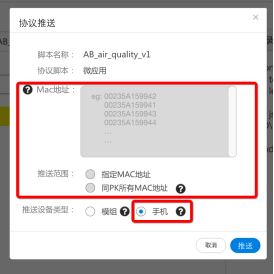 协议推送
×
脚本名称： AB_air_quality_v1
协议脚本： 微应用
? Mac地址：
eg: 00235A159942
00235A159941
00235A159943
00235A159944
...
...
推送范围： 指定MAC地址
同PK所有MAC地址 ?
推送设备类型： 模组 ? 手机 ?
取消 推送